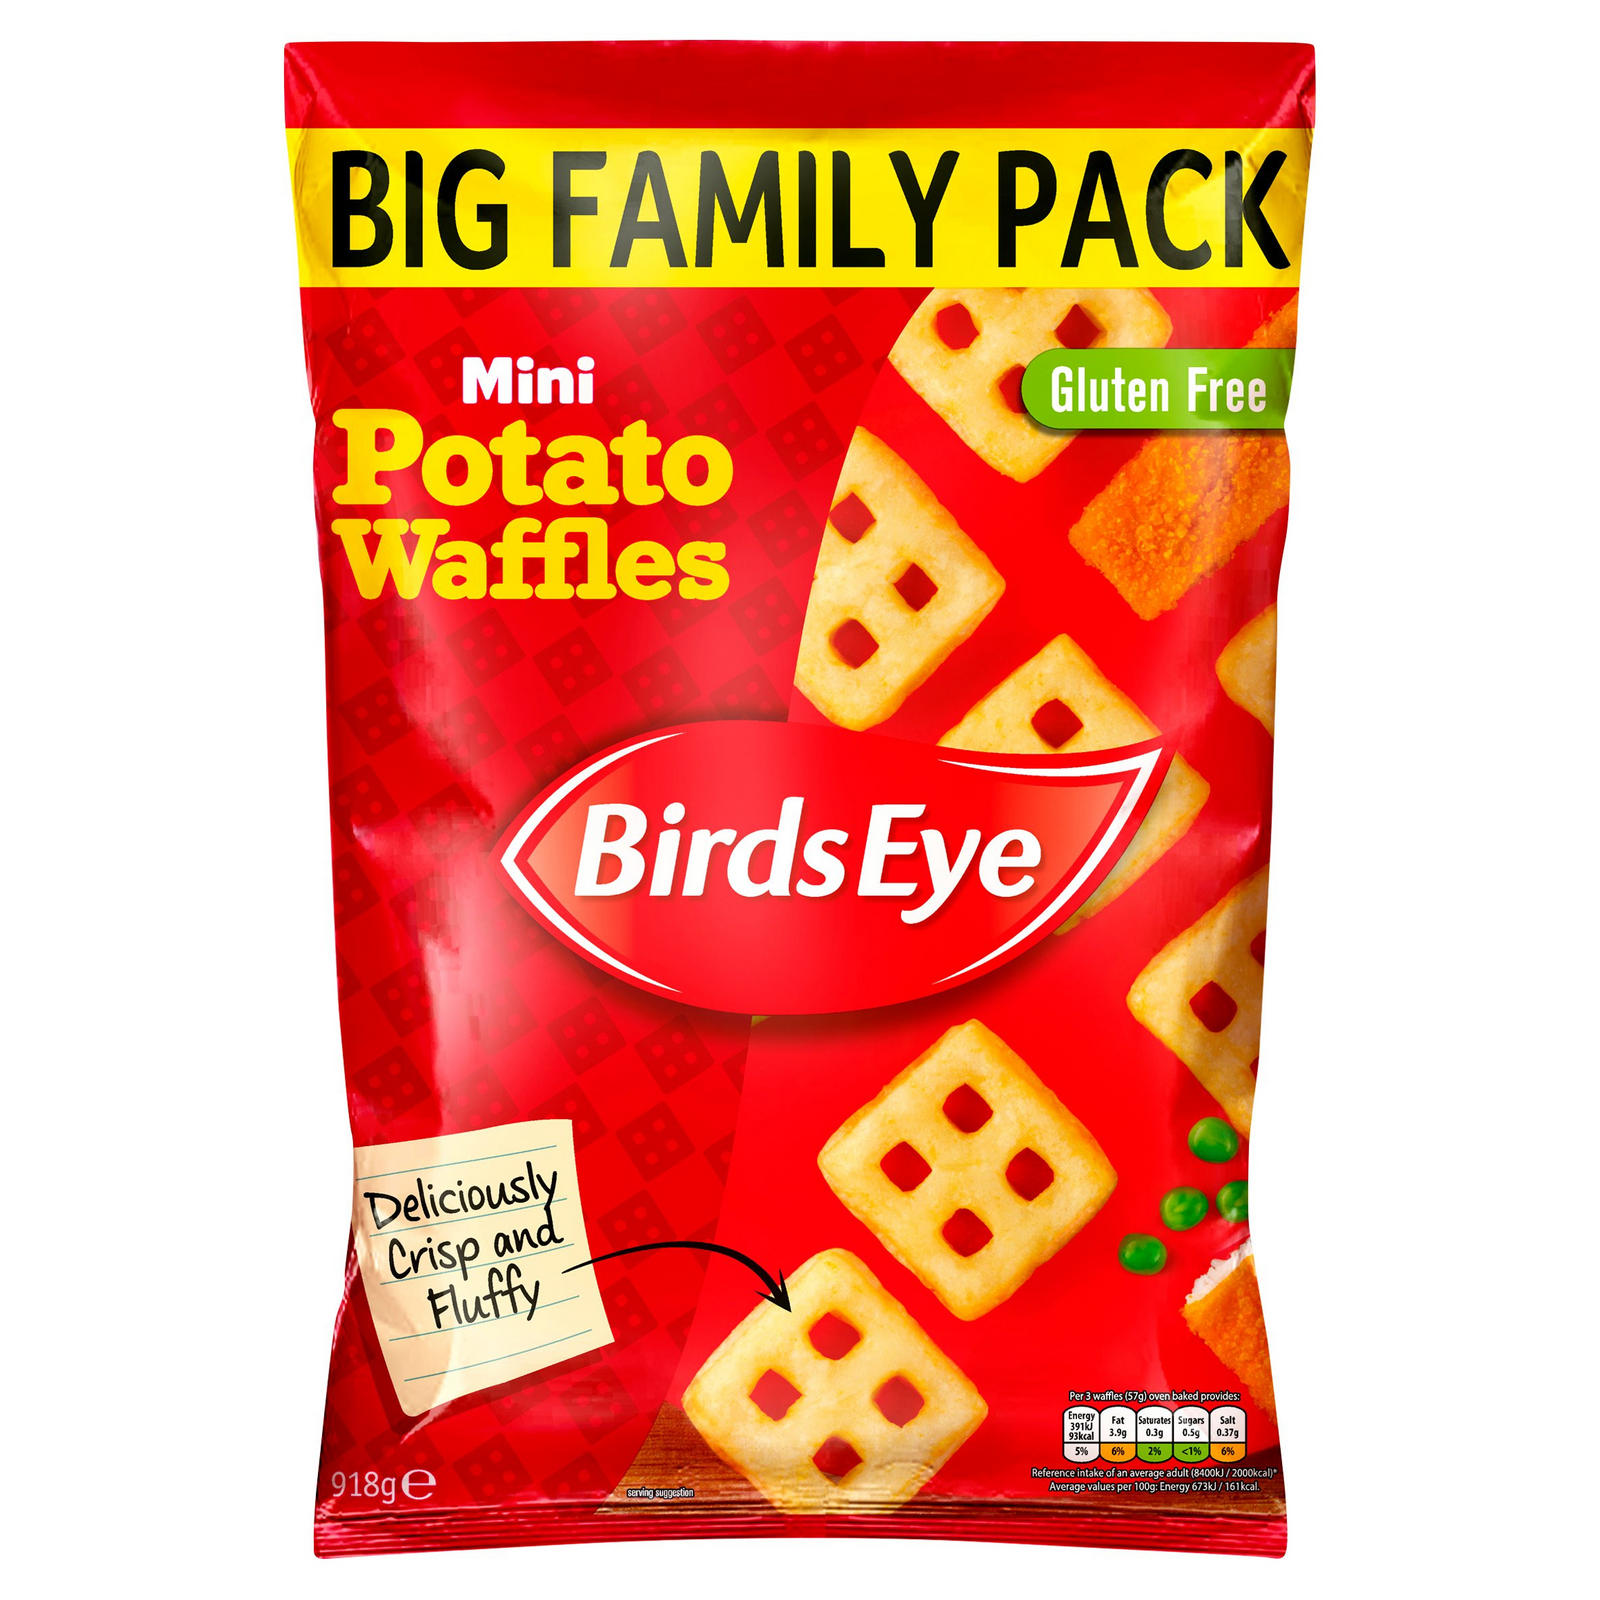 BIG FAMILY PACK
Mini
Potato
Waffles
Gluten Free
BirdsEye
Deliciously
Crisp and
Fluffy
Per 3 waffles (57g) oven baked provides:
Energy
391kJ
93kcal
5%
Fat
3.9g
6%
Saturates
0.3g
2%
Sugars
0.5g
<1%
Salt
0.37g
6%
Reference intake of an average adult (8400kJ / 2000kcal)*
Average values per 100g: Energy 673kJ / 161kcal.
918g e
serving suggestion